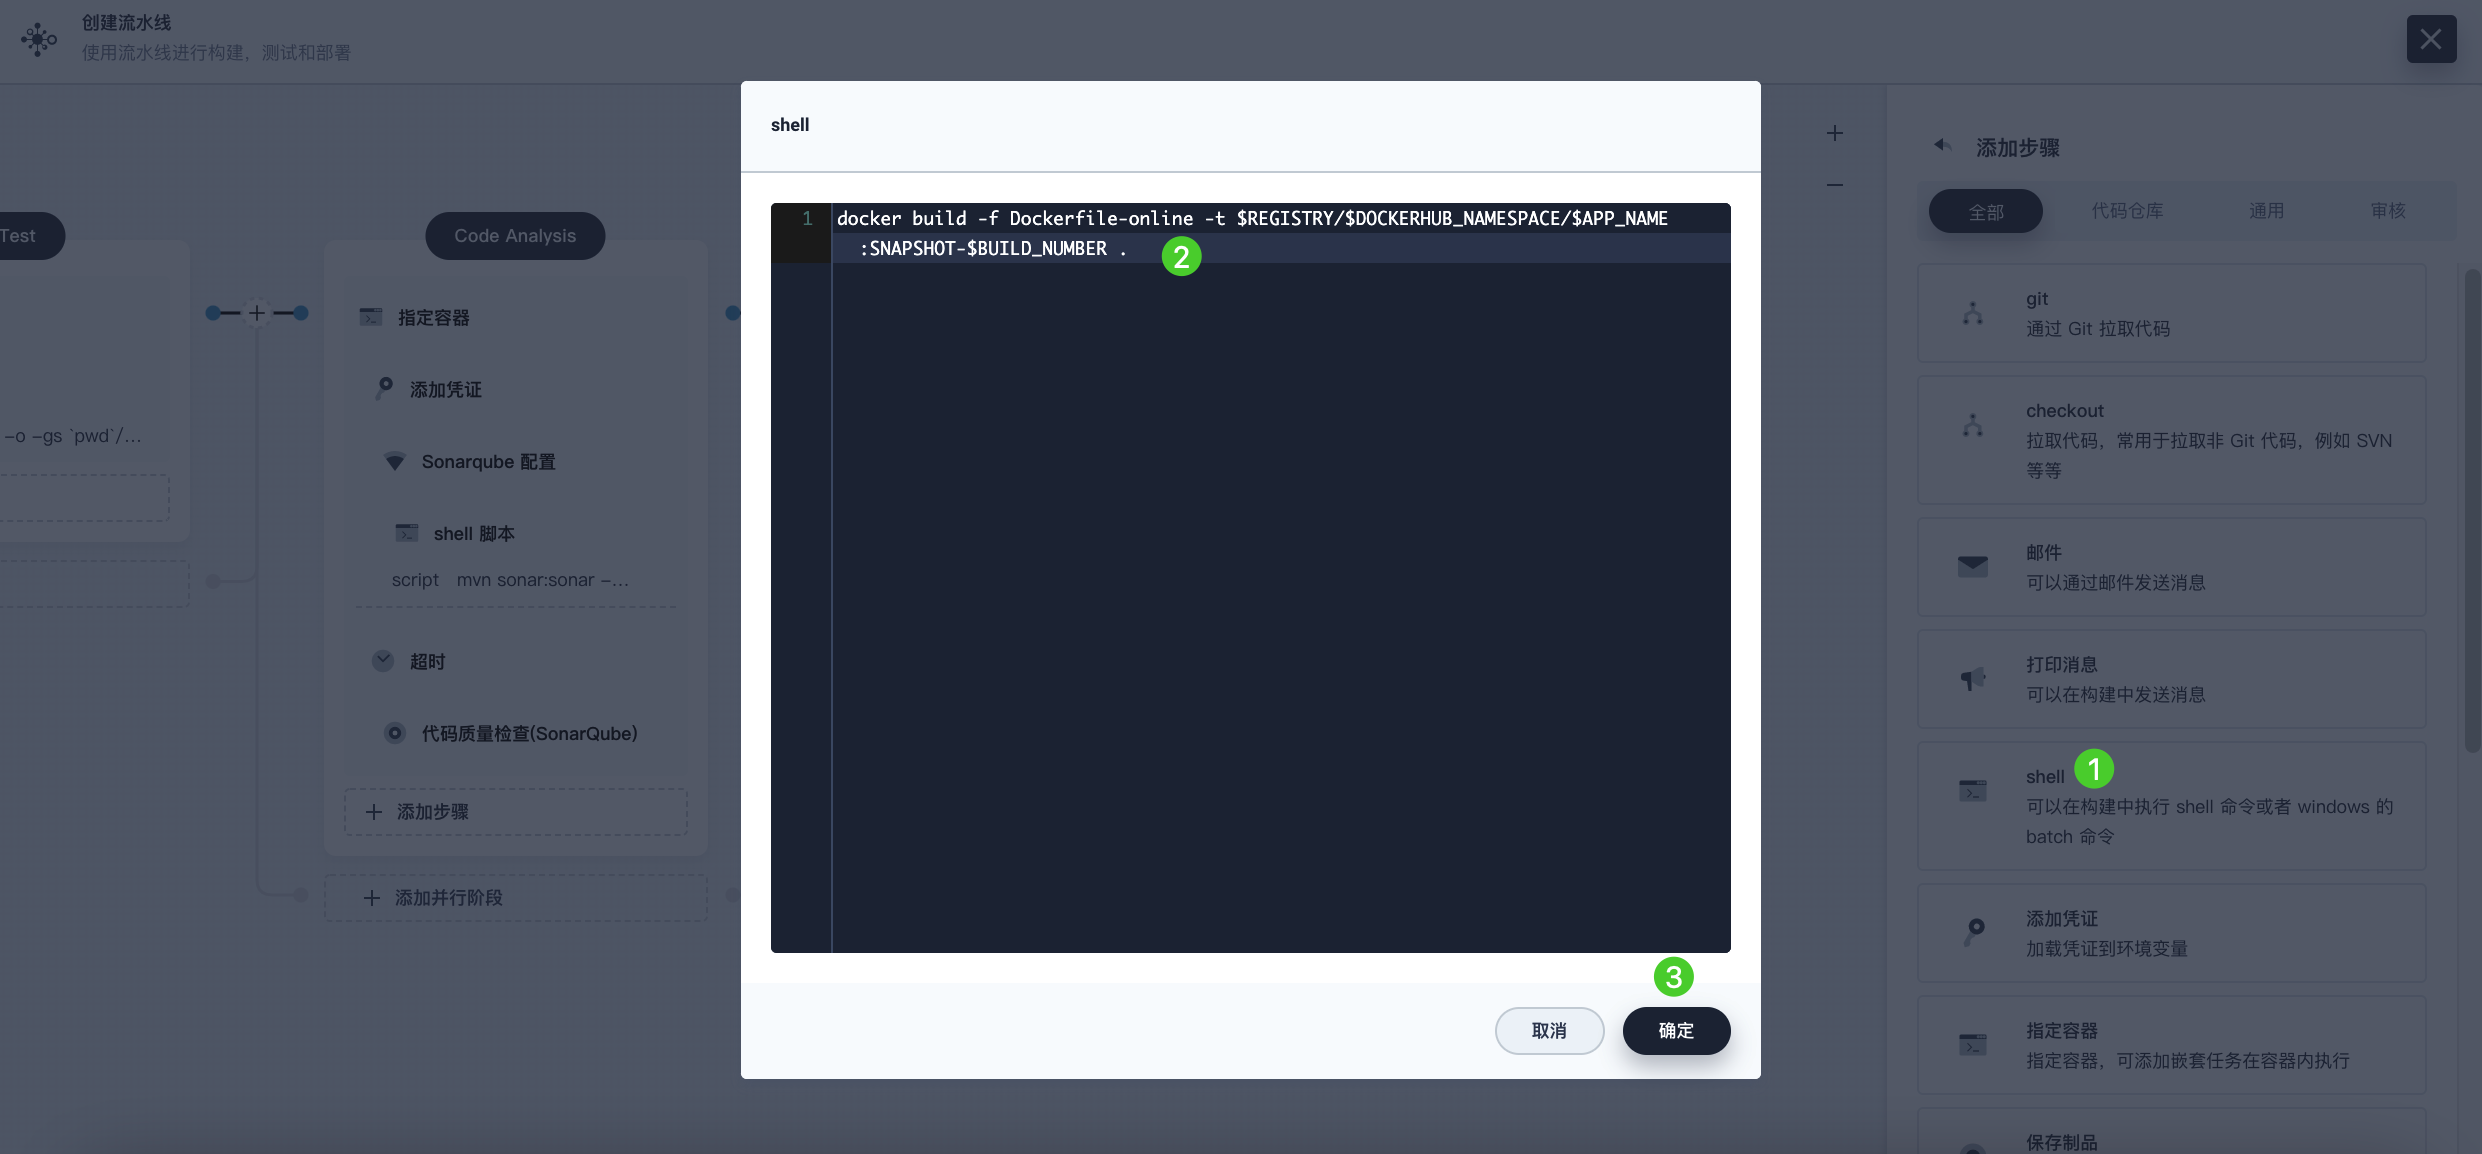 创建流水线
使用流水线进行构建，测试和部署
Test
-o -gs `pwd`/...
Code Analysis
指定容器
添加凭证
Sonarqube 配置
shell 脚本
script mvn sonar:sonar -...
超时
代码质量检查(SonarQube)
添加步骤
添加并行阶段
shell
1 docker build -f Dockerfile-online -t $REGISTRY/$DOCKERHUB_NAMESPACE/$APP_NAME
:SNAPSHOT-$BUILD_NUMBER .
2
3
取消
确定
添加步骤
全部
代码仓库
通用
审核
git
通过 Git 拉取代码
checkout
拉取代码，常用于拉取非 Git 代码，例如 SVN
等等
邮件
可以通过邮件发送消息
打印消息
可以在构建中发送消息
shell
1
可以在构建中执行 shell 命令或者 windows 的
batch 命令
添加凭证
加载凭证到环境变量
指定容器
指定容器，可添加嵌套任务在容器内执行
保存制品